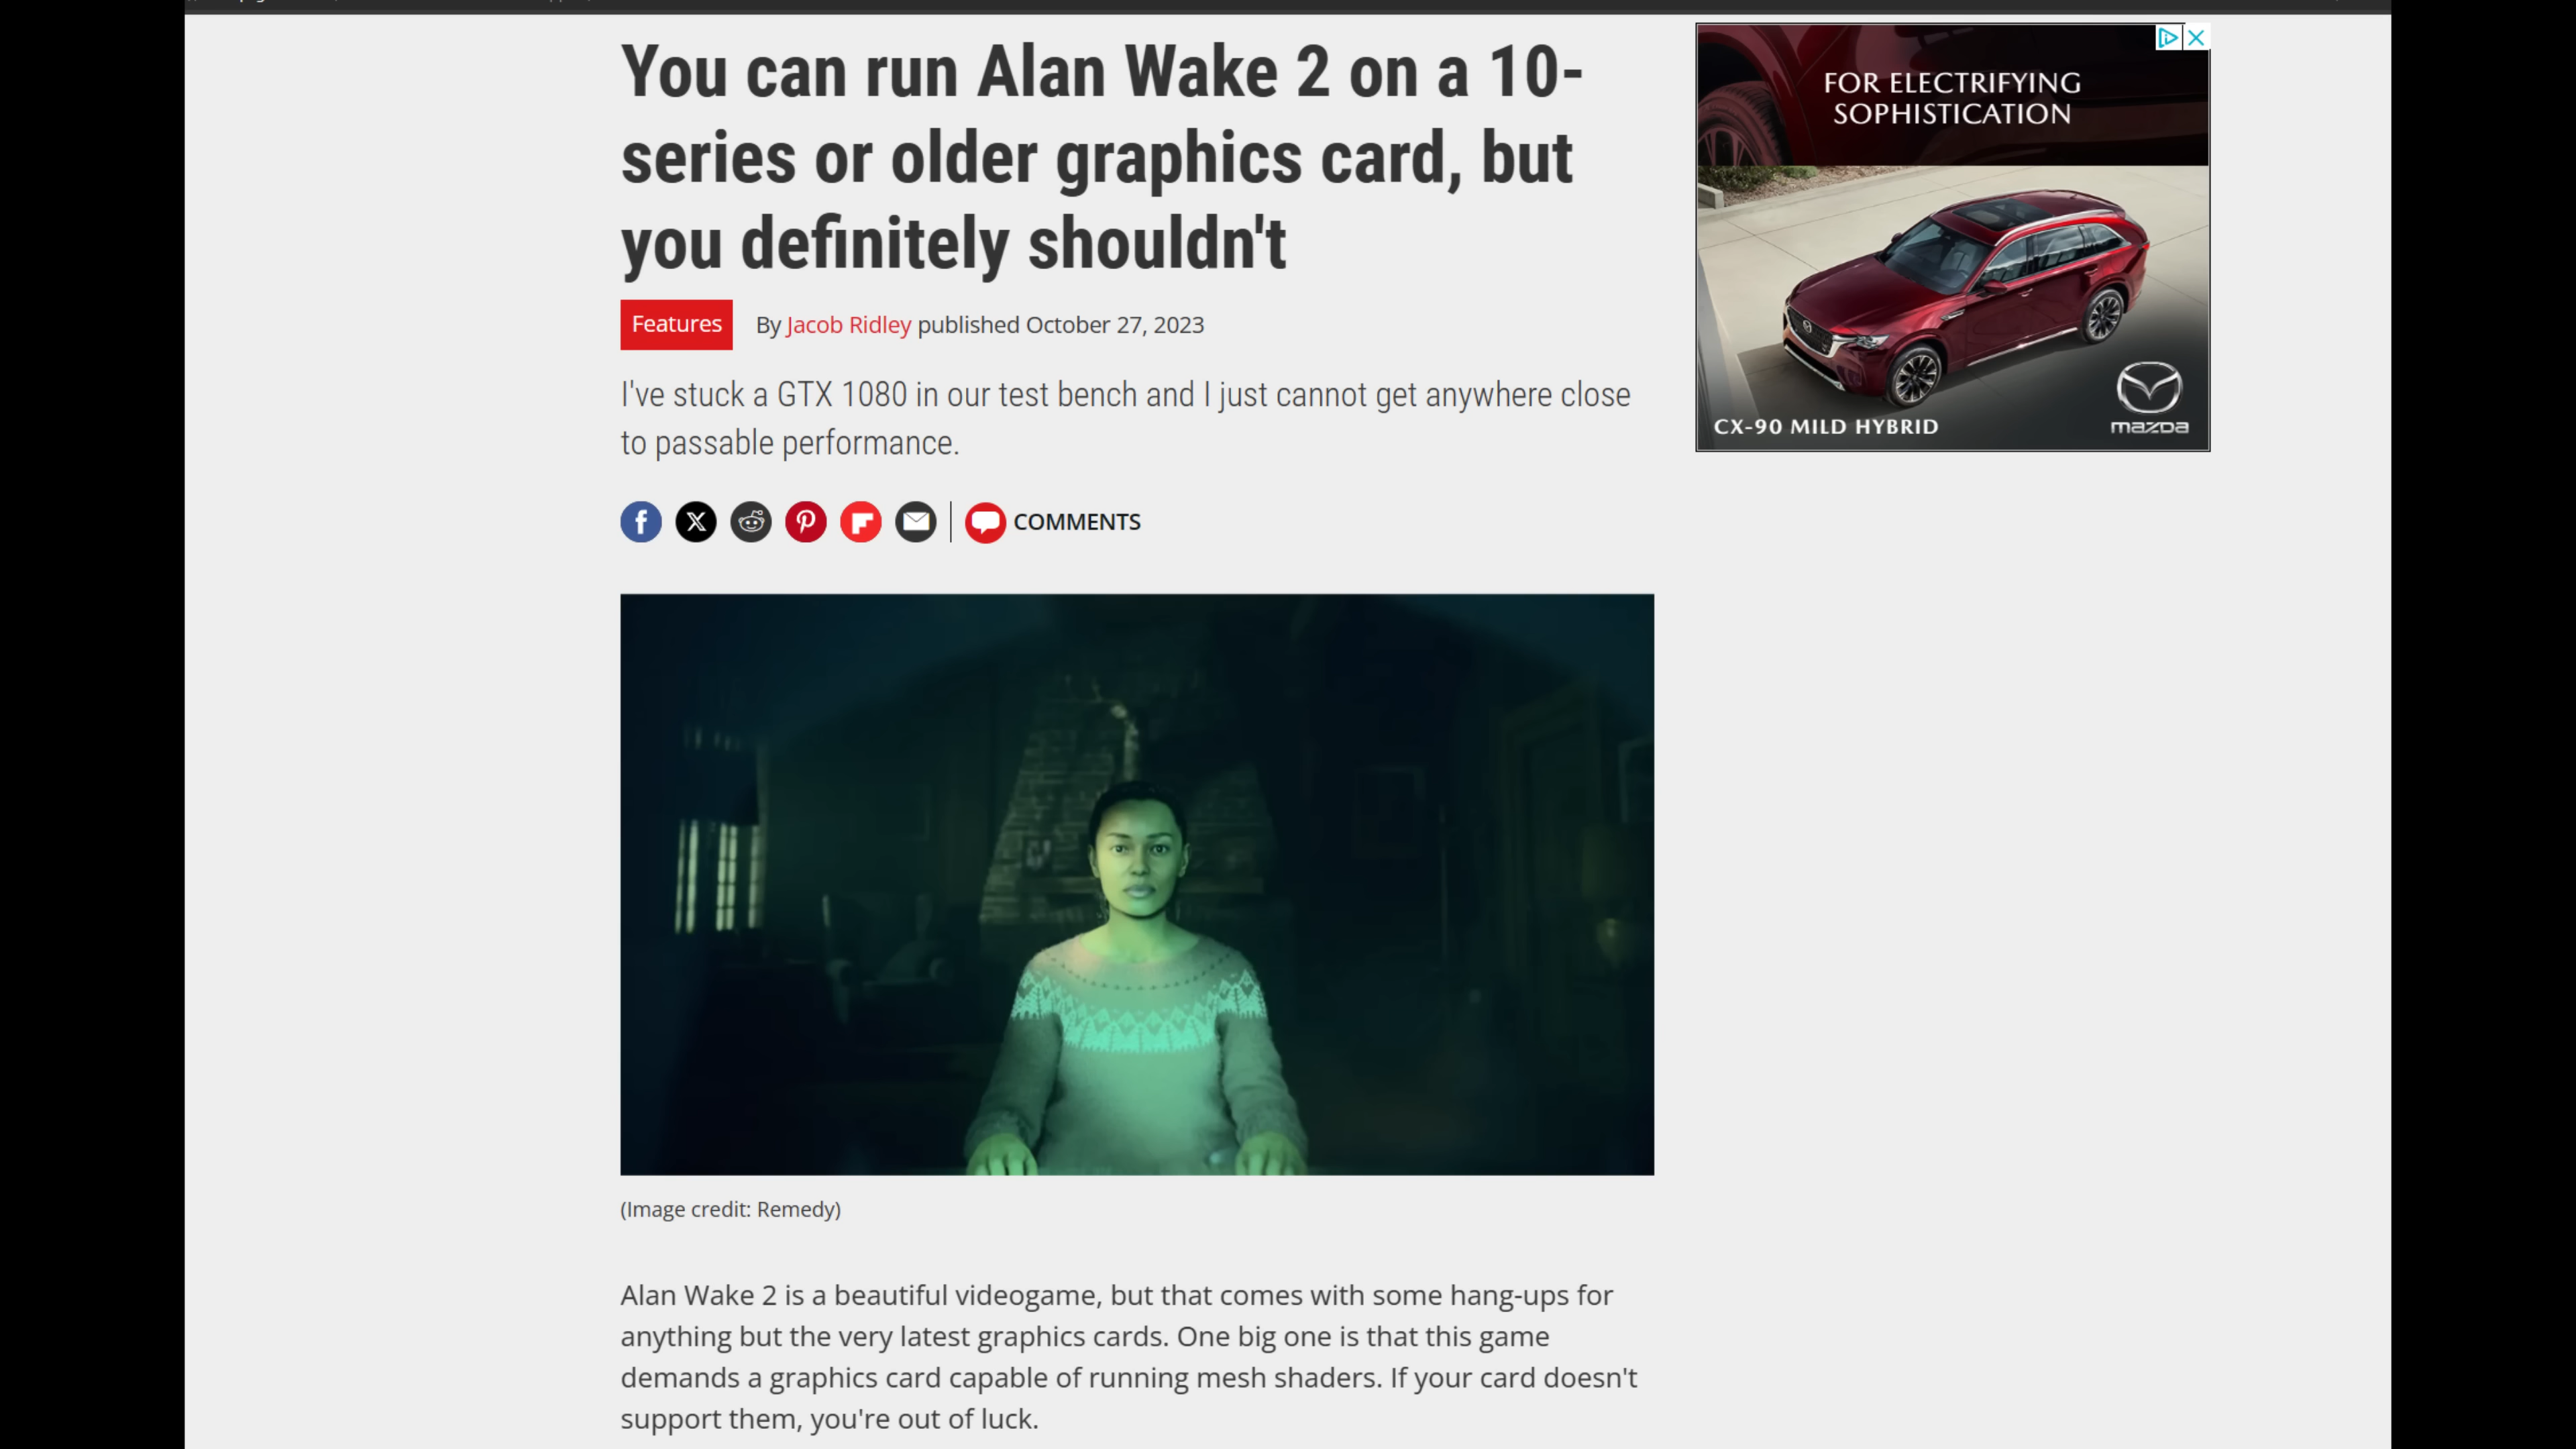 You can run Alan Wake 2 on a 10-
series or older graphics card, but
you definitely shouldn't
Features
By Jacob Ridley published October 27, 2023
I've stuck a GTX 1080 in our test bench and I just cannot get anywhere close
to passable performance.
COMMENTS
(Image credit: Remedy)
Alan Wake 2 is a beautiful videogame, but that comes with some hang-ups for
anything but the very latest graphics cards. One big one is that this game
demands a graphics card capable of running mesh shaders. If your card doesn't
support them, you're out of luck.
FOR ELECTRIFYING
SOPHISTICATION
CX-90 MILD HYBRID
mazda